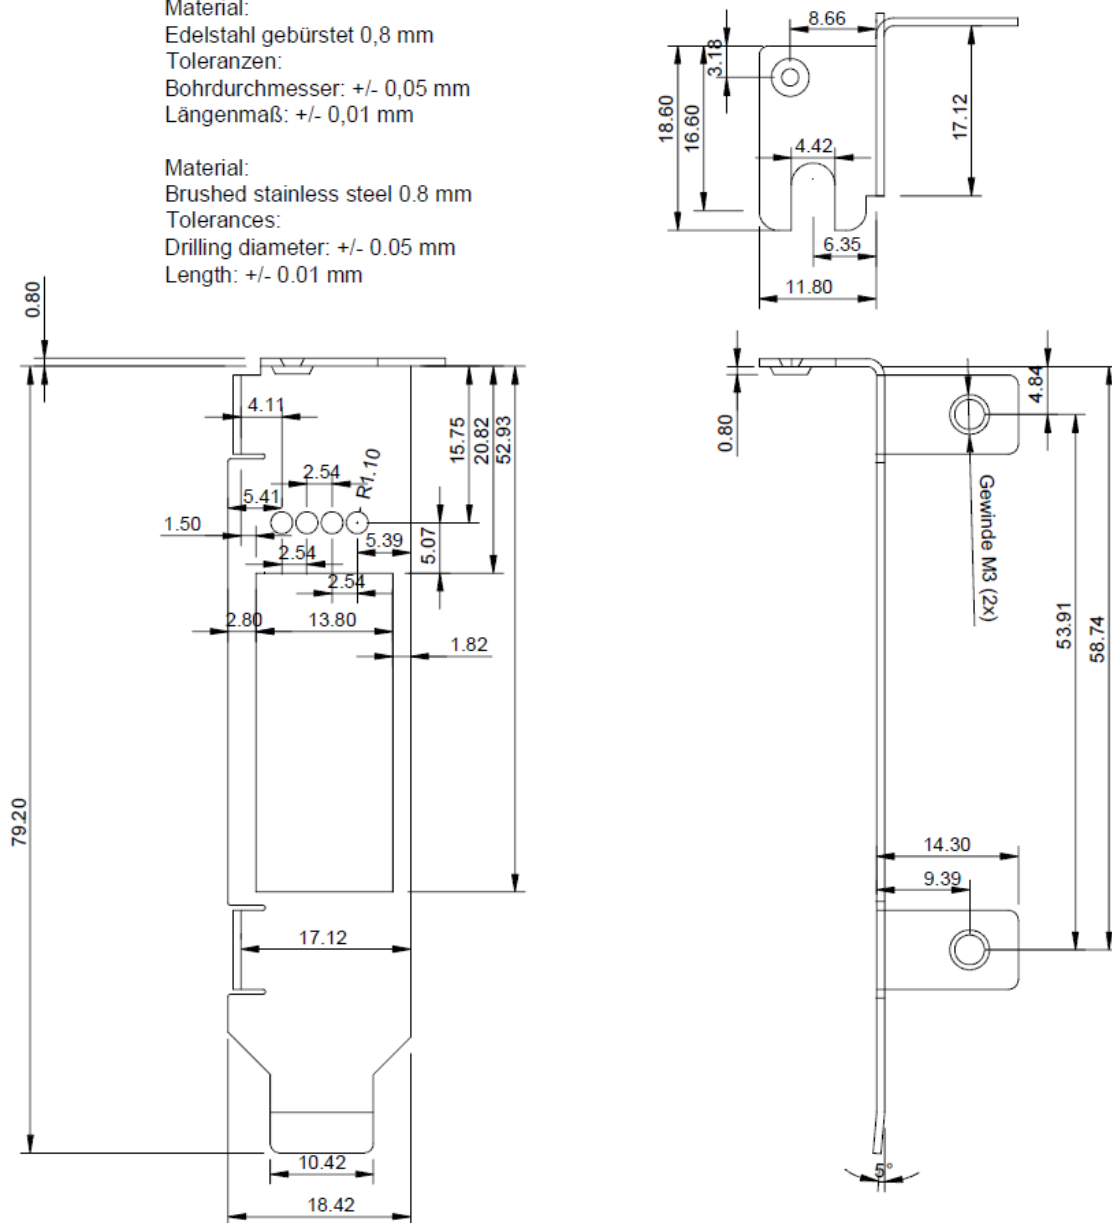 Material:
Edelstahl gebürstet 0,8 mm
Toleranzen:
Bohrdurchmesser: +/- 0,05 mm
Längenmaß: +/- 0,01 mm
Material:
Brushed stainless steel 0.8 mm
Tolerances:
Drilling diameter: +/- 0.05 mm
Length: +/- 0.01 mm
8.66
3.18
18.60
16.60
17.12
4.42
6.35
11.80
0.80
4.11
15.75
20.82
52.93
2.54
R1.10
5.41
1.50
5.39
5.07
2.54
2.54
2.80
13.80
1.82
79.20
17.12
10.42
18.42
0.80
4.84
Gewinde M3 (2x)
53.91
58.74
14.30
9.39
5°